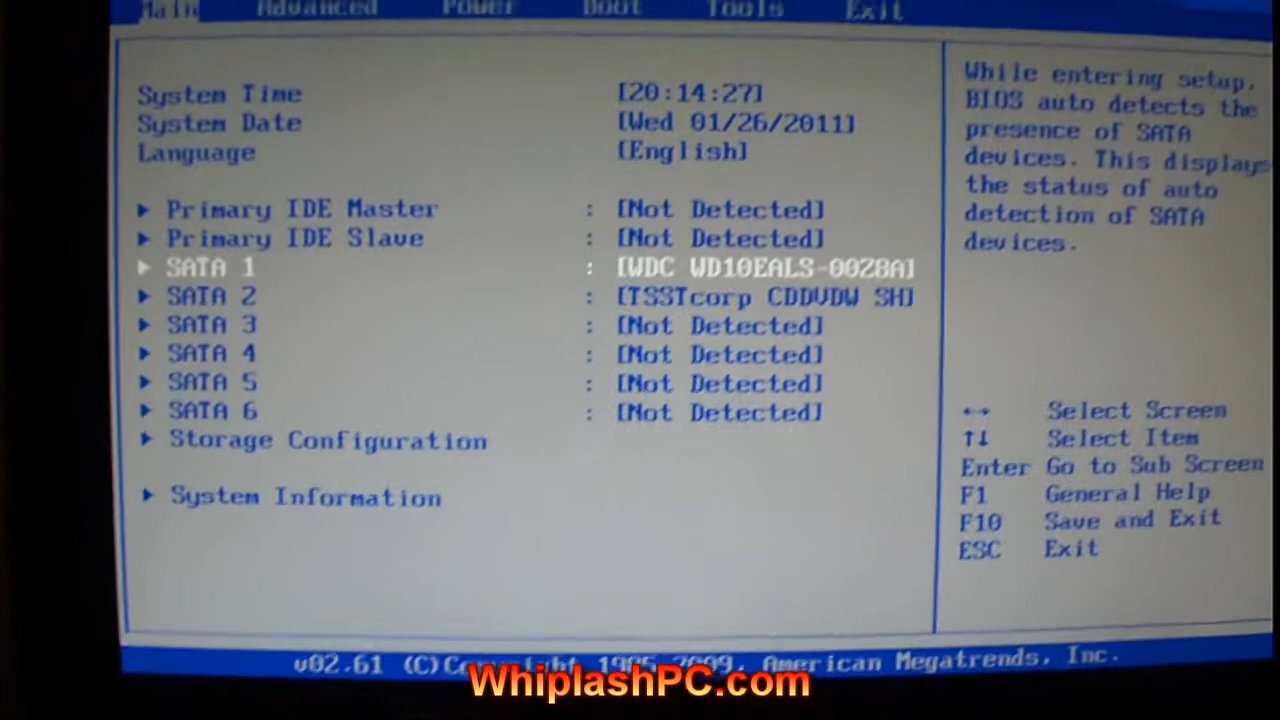 Main Advanced Power Boot Tools Exit
System Time [20:14:27]
System Date [Wed 01/26/2011]
Language [English]
Primary IDE Master : [Not Detected]
Primary IDE Slave : [Not Detected]
SATA 1 : [WDC WD10EALS-00Z8A]
SATA 2 : [TSSTcorp CDDVDW SH]
SATA 3 : [Not Detected]
SATA 4 : [Not Detected]
SATA 5 : [Not Detected]
SATA 6 : [Not Detected]
Storage Configuration
System Information
While entering setup,
BIOS auto detects the
presence of SATA
devices. This displays
the status of auto
detection of SATA
devices.
↔ Select Screen
↑↓ Select Item
Enter Go to Sub Screen
F1 General Help
F10 Save and Exit
ESC Exit
v02.61 (C)Copyright 1985-2009, American Megatrends, Inc.
WhiplashPC.com